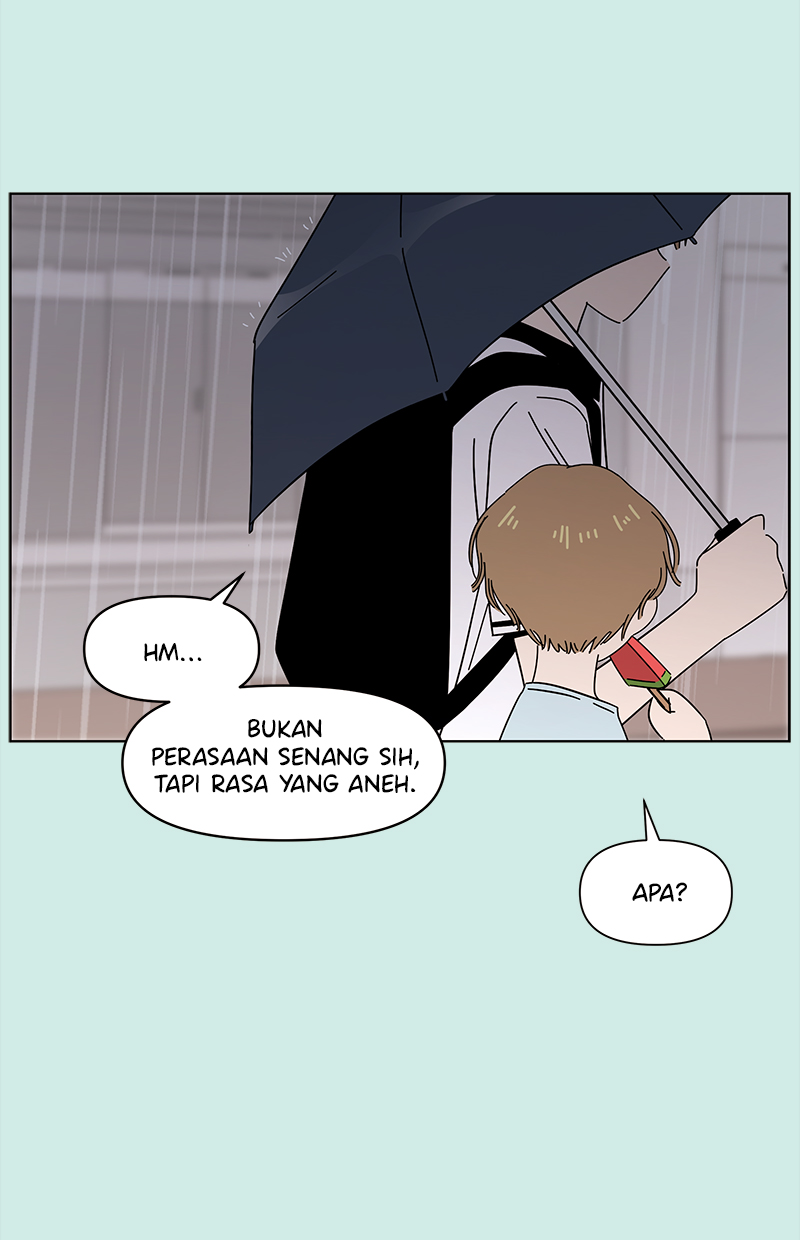 HM...
BUKAN
PERASAAN SENANG SIH,
TAPI RASA YANG ANEH.
APA?